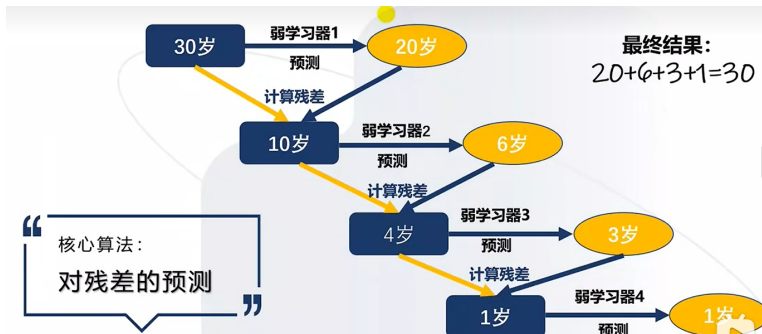 30岁
弱学习器1
预测
20岁
最终结果：
20+6+3+1=30
计算残差
10岁
弱学习器2
预测
6岁
计算残差
4岁
弱学习器3
预测
3岁
核心算法：
对残差的预测
计算残差
1岁
弱学习器4
预测
1岁